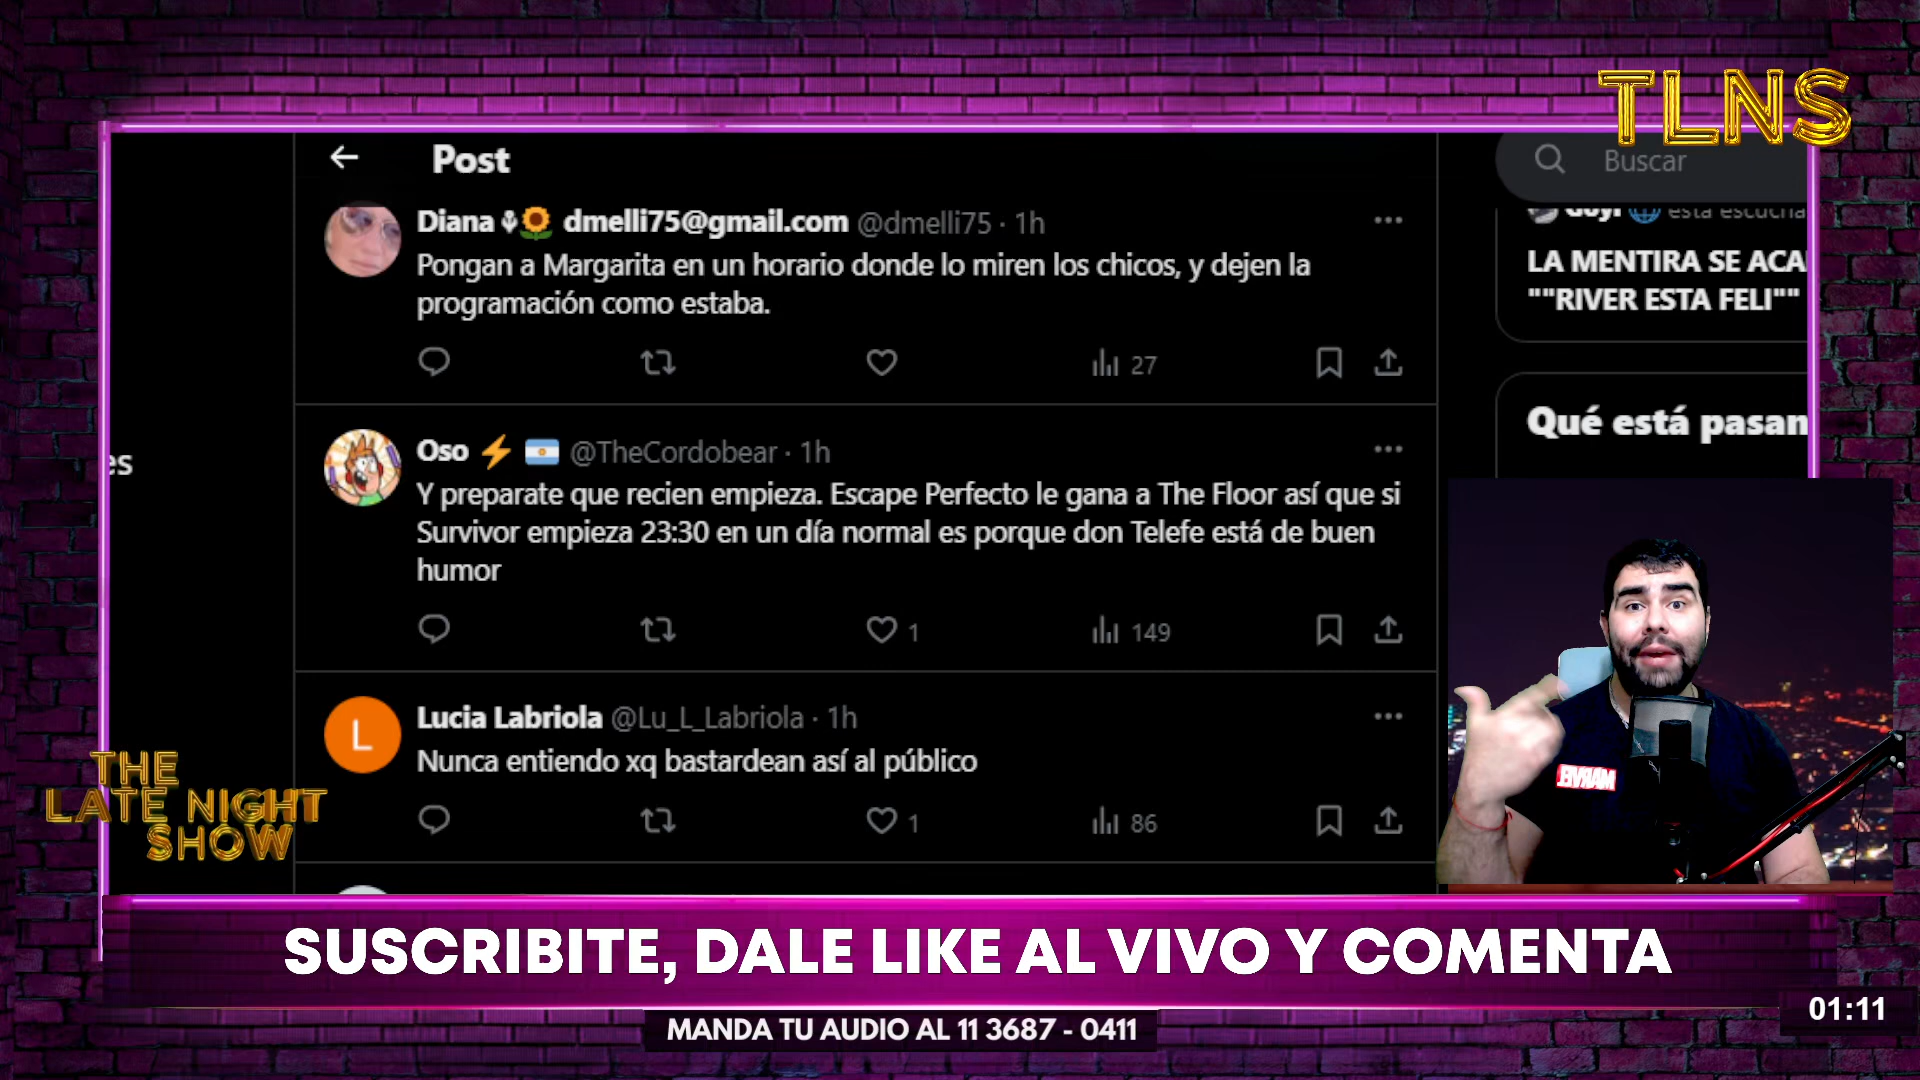 TLNS
Post
Buscar
Diana dmelli75@gmail.com @dmelli75 · 1h
Pongan a Margarita en un horario donde lo miren los chicos, y dejen la
programación como estaba.
27
está escucha
LA MENTIRA SE ACA
""RIVER ESTA FELI""
Qué está pasan
es
Oso @TheCordobear · 1h
Y preparate que recien empieza. Escape Perfecto le gana a The Floor así que si
Survivor empieza 23:30 en un día normal es porque don Telefe está de buen
humor
1 149
Lucia Labriola @Lu_L_Labriola · 1h
L
Nunca entiendo xq bastardean así al público
1 86
THE
LATE NIGHT
SHOW
MARVEL
SUSCRIBITE, DALE LIKE AL VIVO Y COMENTA
MANDA TU AUDIO AL 11 3687 - 0411
01:11